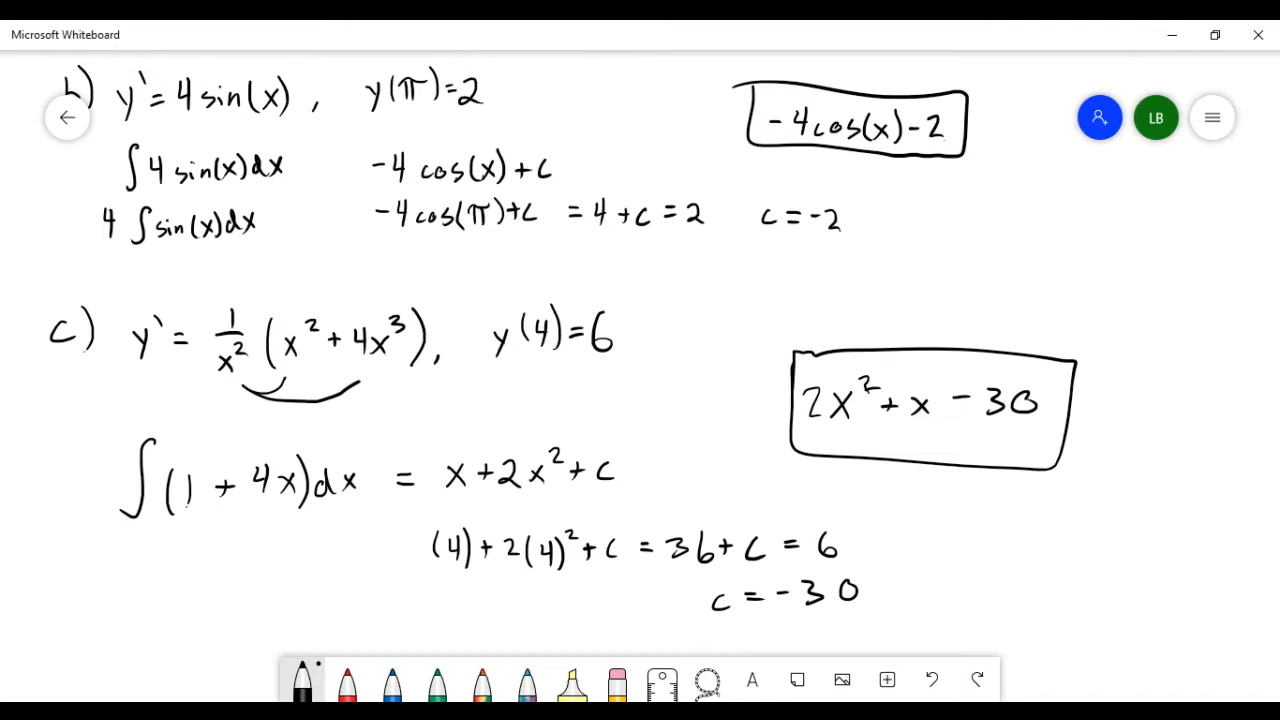 Microsoft Whiteboard
b) y' = 4 sin(x) , y(π)=2
-4cos(x) - 2
LB
∫ 4 sin(x)dx -4 cos(x) + c
4 ∫ sin(x)dx -4cos(π)+c = 4 + c = 2 c = -2
c) y' = 1/x² (x² + 4x³), y(4)=6
2x² + x - 30
∫ (1 + 4x)dx = x + 2x² + c
(4) + 2(4)² + c = 36 + c = 6
c = -30
A